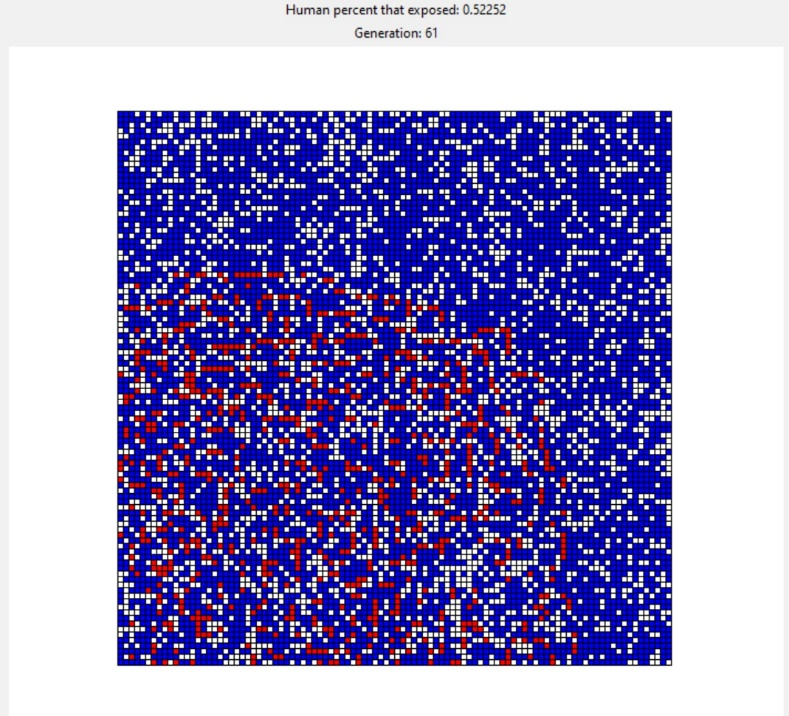 Human percent that exposed: 0.52252
Generation: 61